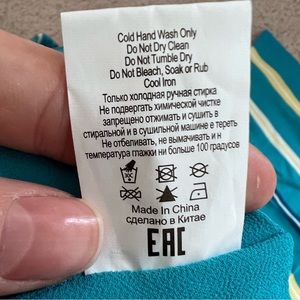 Cold Hand Wash Only
Do Not Dry Clean
Do Not Tumble Dry
Do Not Bleach, Soak or Rub
Cool Iron
Только холодная ручная стирка
Не подвергать химической чистке
запрещено отжимать и сушить в
стиральной и в сушильной машине е тереть
Не отбеливать, не вымачивать и н
температура глажки ни больше 100 градусов
Made In China
сделано в Китае
EAC